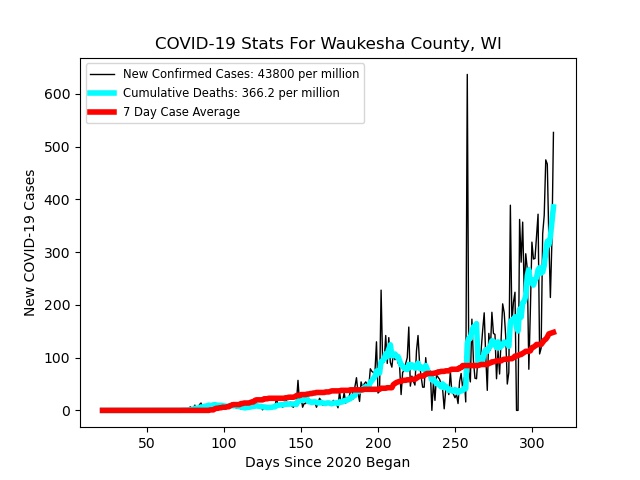 COVID-19 Stats For Waukesha County, WI
New Confirmed Cases: 43800 per million
Cumulative Deaths: 366.2 per million
7 Day Case Average
600
500
400
300
200
100
0
New COVID-19 Cases
50 100 150 200 250 300
Days Since 2020 Began